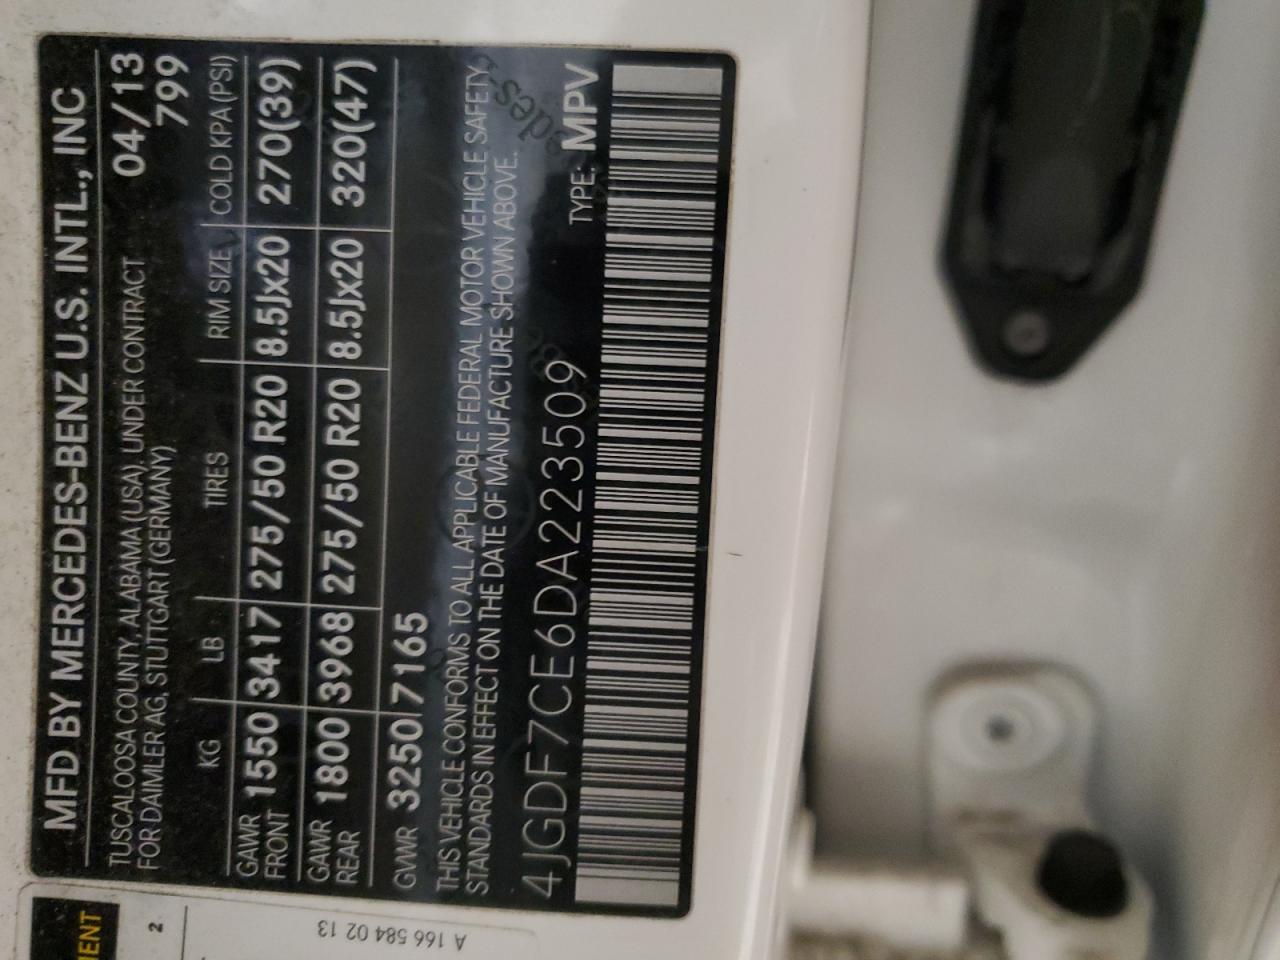 MFD BY MERCEDES-BENZ U.S. INTL., INC
TUSCALOOSA COUNTY, ALABAMA (USA), UNDER CONTRACT 04/13
FOR DAIMLER AG, STUTTGART (GERMANY) 799
KG LB TIRES RIM SIZE COLD KPA (PSI)
GAWR FRONT 1550 3417 275/50 R20 8.5Jx20 270(39)
GAWR REAR 1800 3968 275/50 R20 8.5Jx20 320(47)
GVWR 3250 7165
THIS VEHICLE CONFORMS TO ALL APPLICABLE FEDERAL MOTOR VEHICLE SAFETY
STANDARDS IN EFFECT ON THE DATE OF MANUFACTURE SHOWN ABOVE.
4JGDF7CE6DA223509 TYPE: MPV
2
A 166 584 02 13